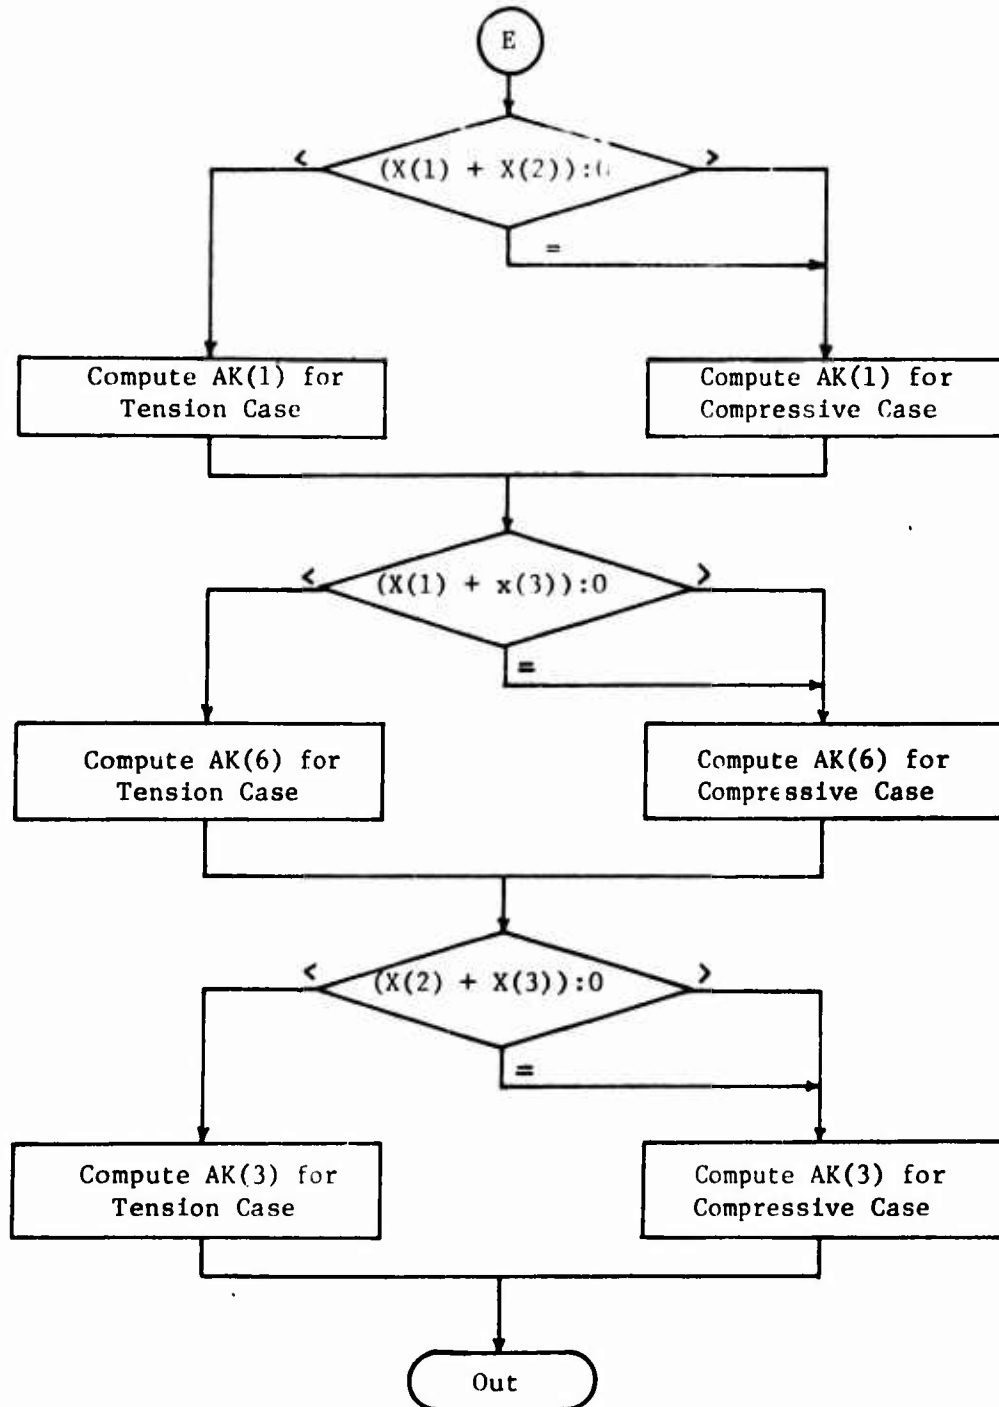 E
< (X(1) + X(2)):0 >
=
Compute AK(1) for
Tension Case
Compute AK(1) for
Compressive Case
< (X(1) + x(3)):0 >
=
Compute AK(6) for
Tension Case
Compute AK(6) for
Compressive Case
< (X(2) + X(3)):0 >
=
Compute AK(3) for
Tension Case
Compute AK(3) for
Compressive Case
Out